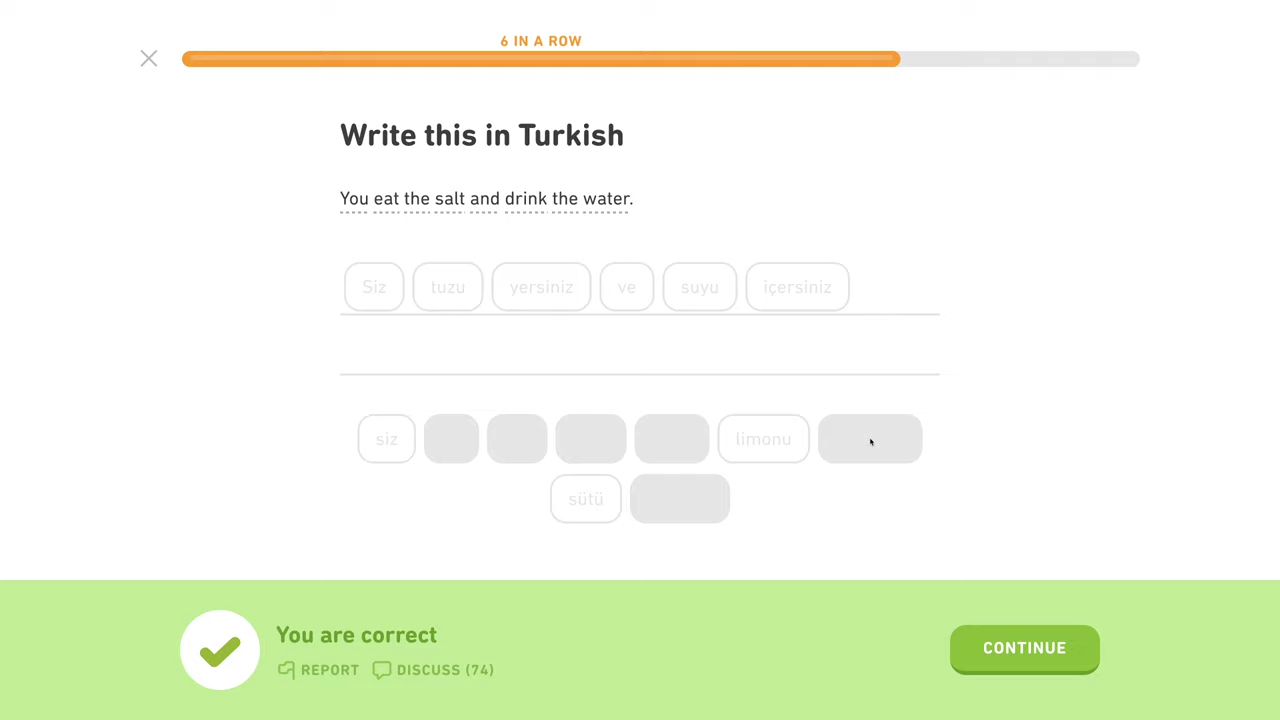 6 IN A ROW
Write this in Turkish
You eat the salt and drink the water.
Siz tuzu yersiniz ve suyu içersiniz
siz limonu
sütü
You are correct
REPORT DISCUSS (74)
CONTINUE